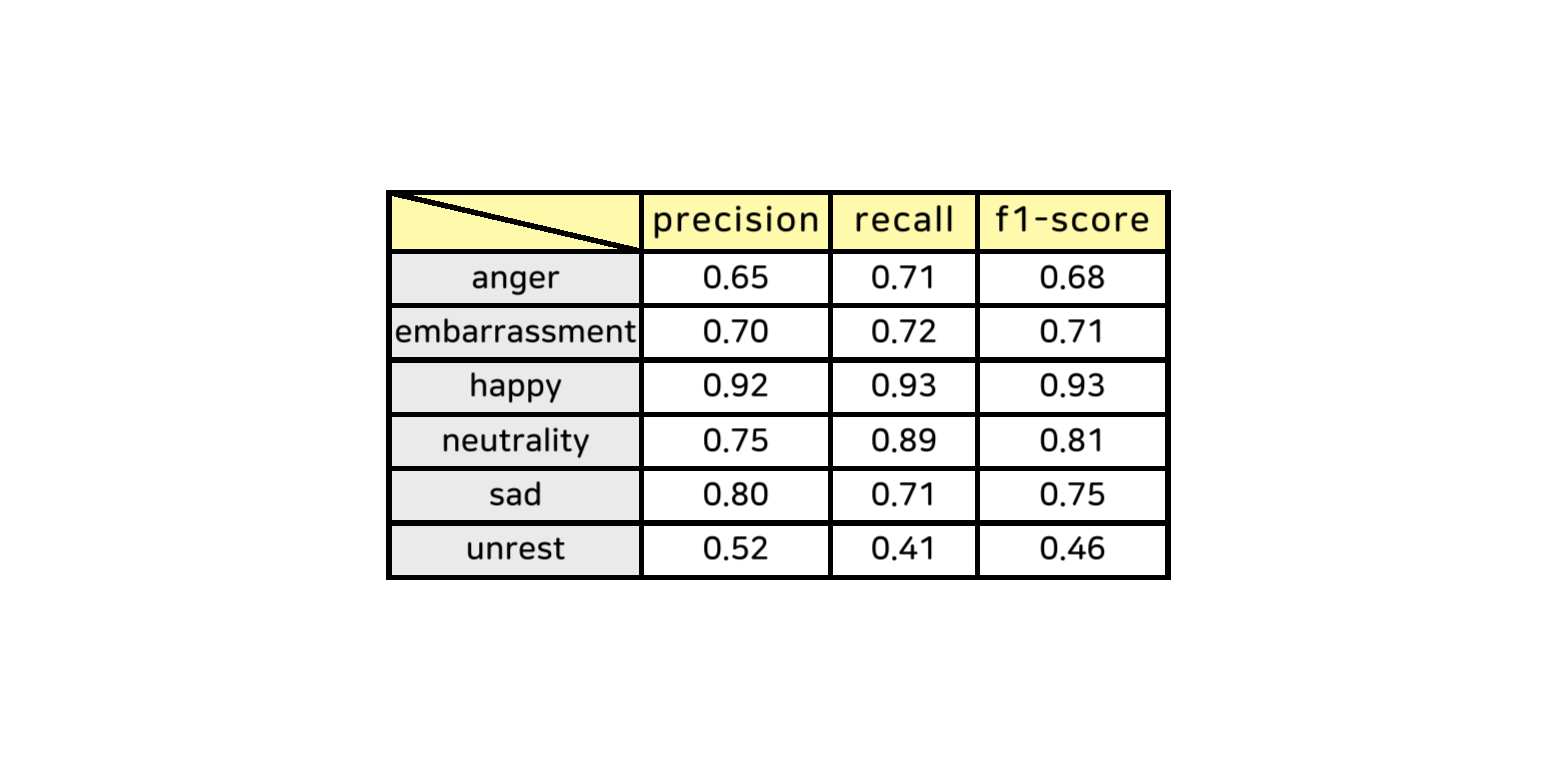 precision recall f1-score
anger 0.65 0.71 0.68
embarrassment 0.70 0.72 0.71
happy 0.92 0.93 0.93
neutrality 0.75 0.89 0.81
sad 0.80 0.71 0.75
unrest 0.52 0.41 0.46